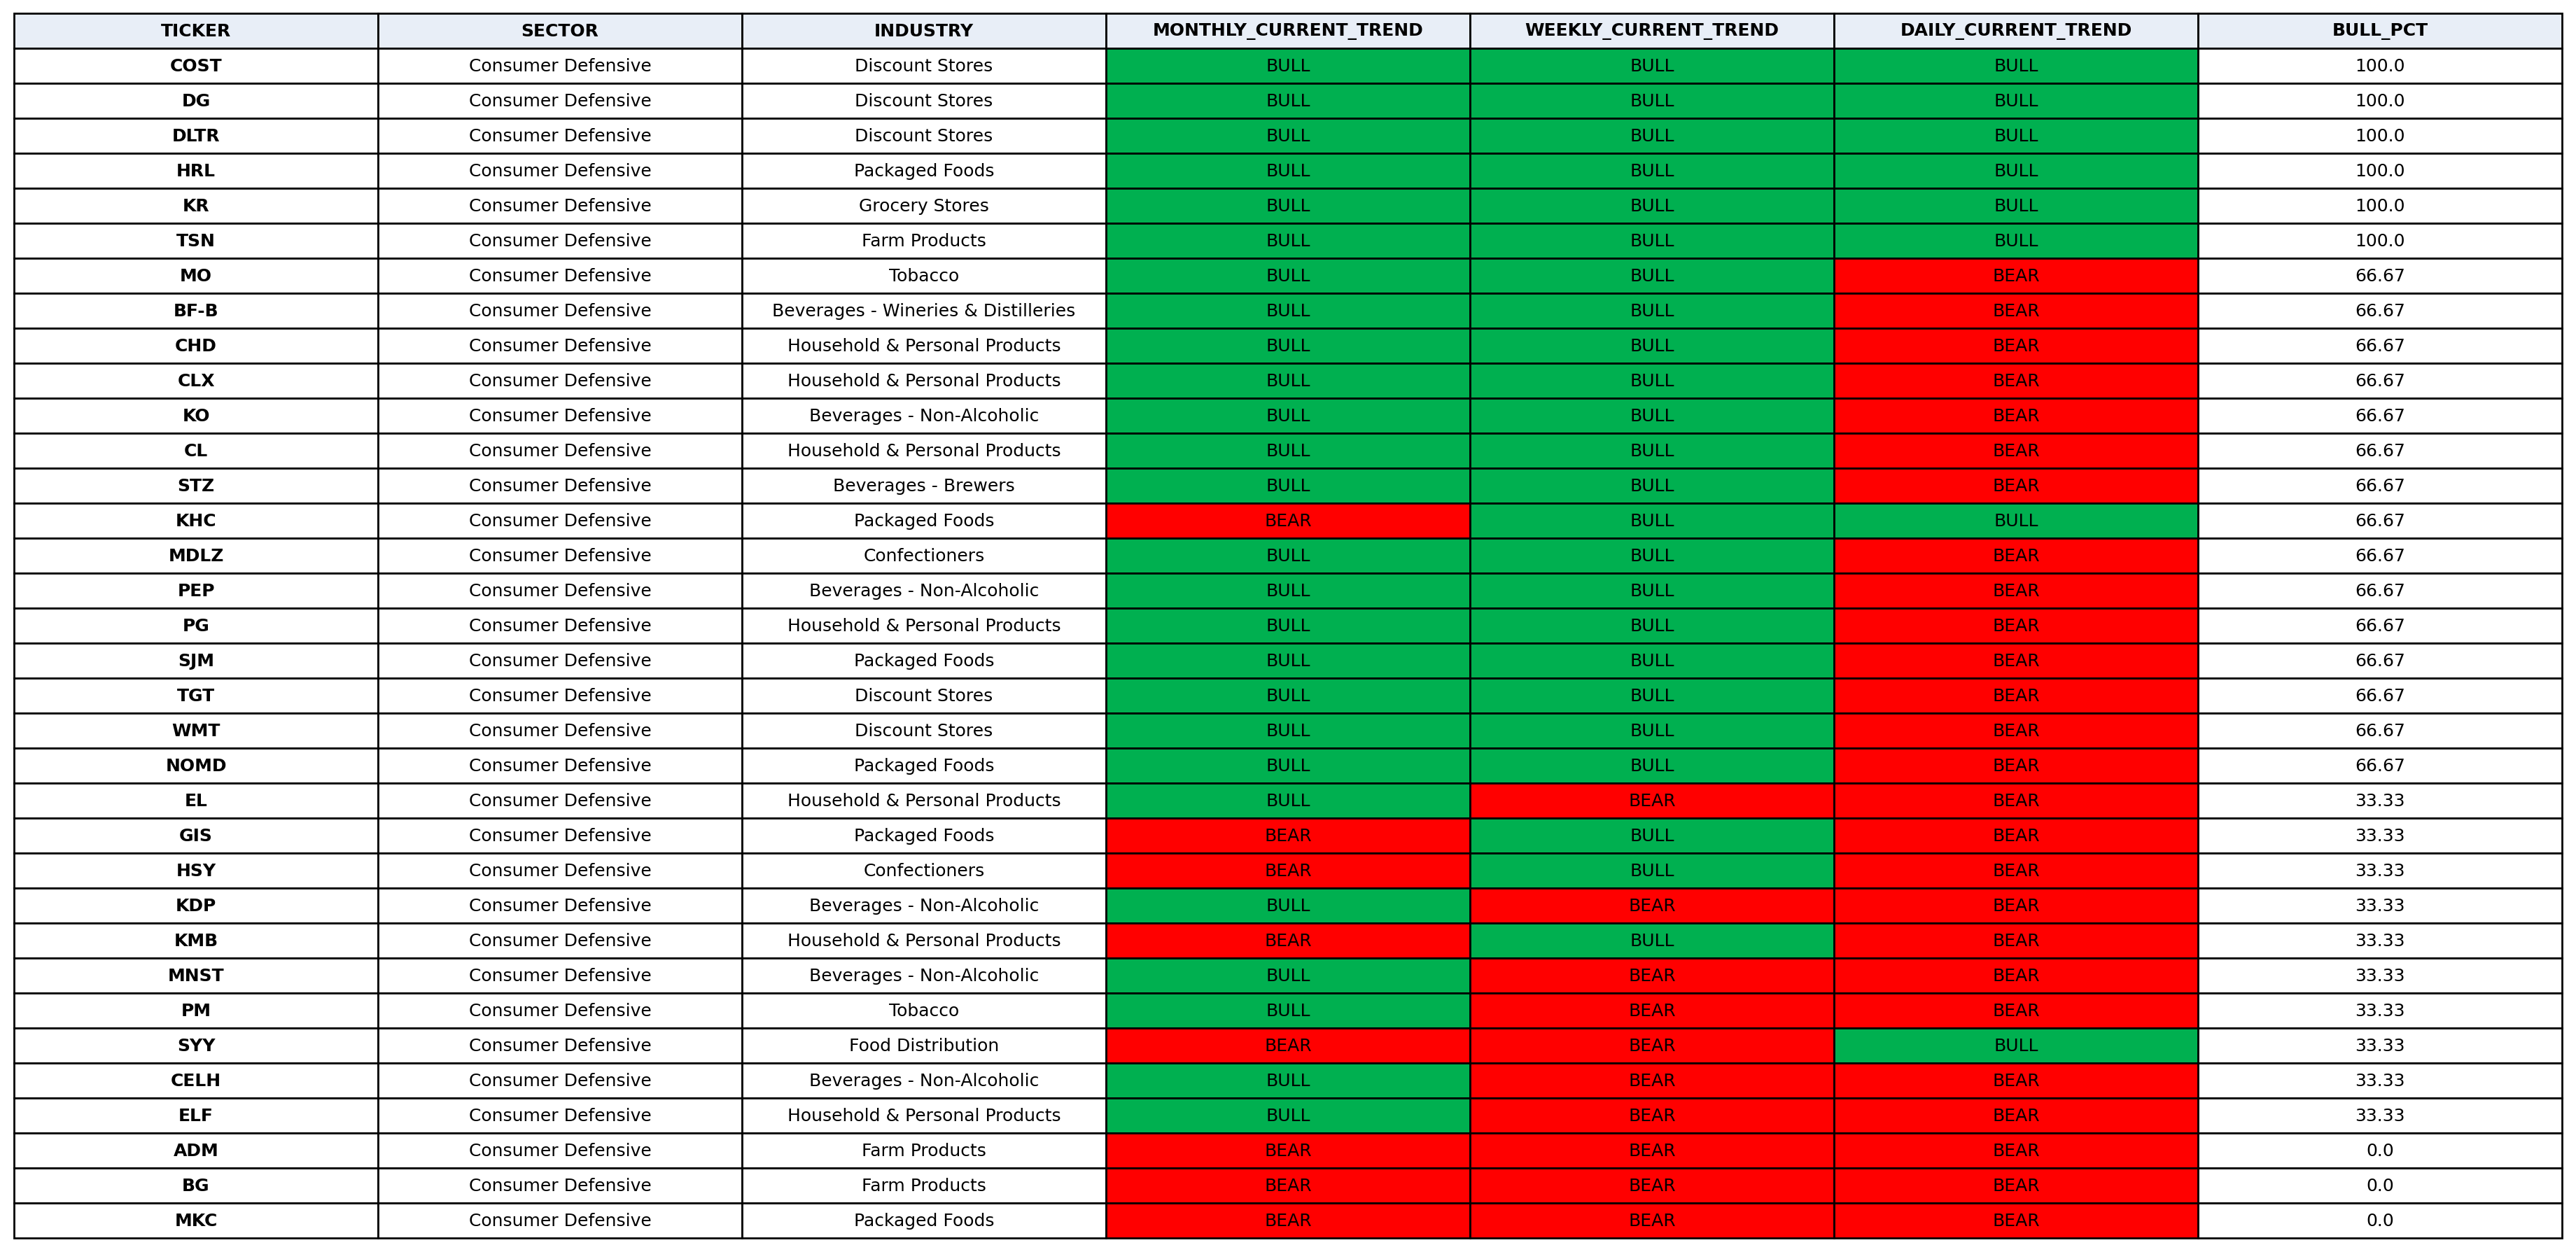 TICKER SECTOR INDUSTRY MONTHLY_CURRENT_TREND WEEKLY_CURRENT_TREND DAILY_CURRENT_TREND BULL_PCT
COST Consumer Defensive Discount Stores BULL BULL BULL 100.0
DG Consumer Defensive Discount Stores BULL BULL BULL 100.0
DLTR Consumer Defensive Discount Stores BULL BULL BULL 100.0
HRL Consumer Defensive Packaged Foods BULL BULL BULL 100.0
KR Consumer Defensive Grocery Stores BULL BULL BULL 100.0
TSN Consumer Defensive Farm Products BULL BULL BULL 100.0
MO Consumer Defensive Tobacco BULL BULL BEAR 66.67
BF-B Consumer Defensive Beverages - Wineries & Distilleries BULL BULL BEAR 66.67
CHD Consumer Defensive Household & Personal Products BULL BULL BEAR 66.67
CLX Consumer Defensive Household & Personal Products BULL BULL BEAR 66.67
KO Consumer Defensive Beverages - Non-Alcoholic BULL BULL BEAR 66.67
CL Consumer Defensive Household & Personal Products BULL BULL BEAR 66.67
STZ Consumer Defensive Beverages - Brewers BULL BULL BEAR 66.67
KHC Consumer Defensive Packaged Foods BEAR BULL BULL 66.67
MDLZ Consumer Defensive Confectioners BULL BULL BEAR 66.67
PEP Consumer Defensive Beverages - Non-Alcoholic BULL BULL BEAR 66.67
PG Consumer Defensive Household & Personal Products BULL BULL BEAR 66.67
SJM Consumer Defensive Packaged Foods BULL BULL BEAR 66.67
TGT Consumer Defensive Discount Stores BULL BULL BEAR 66.67
WMT Consumer Defensive Discount Stores BULL BULL BEAR 66.67
NOMD Consumer Defensive Packaged Foods BULL BULL BEAR 66.67
EL Consumer Defensive Household & Personal Products BULL BEAR BEAR 33.33
GIS Consumer Defensive Packaged Foods BEAR BULL BEAR 33.33
HSY Consumer Defensive Confectioners BEAR BULL BEAR 33.33
KDP Consumer Defensive Beverages - Non-Alcoholic BULL BEAR BEAR 33.33
KMB Consumer Defensive Household & Personal Products BEAR BULL BEAR 33.33
MNST Consumer Defensive Beverages - Non-Alcoholic BULL BEAR BEAR 33.33
PM Consumer Defensive Tobacco BULL BEAR BEAR 33.33
SYY Consumer Defensive Food Distribution BEAR BEAR BULL 33.33
CELH Consumer Defensive Beverages - Non-Alcoholic BULL BEAR BEAR 33.33
ELF Consumer Defensive Household & Personal Products BULL BEAR BEAR 33.33
ADM Consumer Defensive Farm Products BEAR BEAR BEAR 0.0
BG Consumer Defensive Farm Products BEAR BEAR BEAR 0.0
MKC Consumer Defensive Packaged Foods BEAR BEAR BEAR 0.0